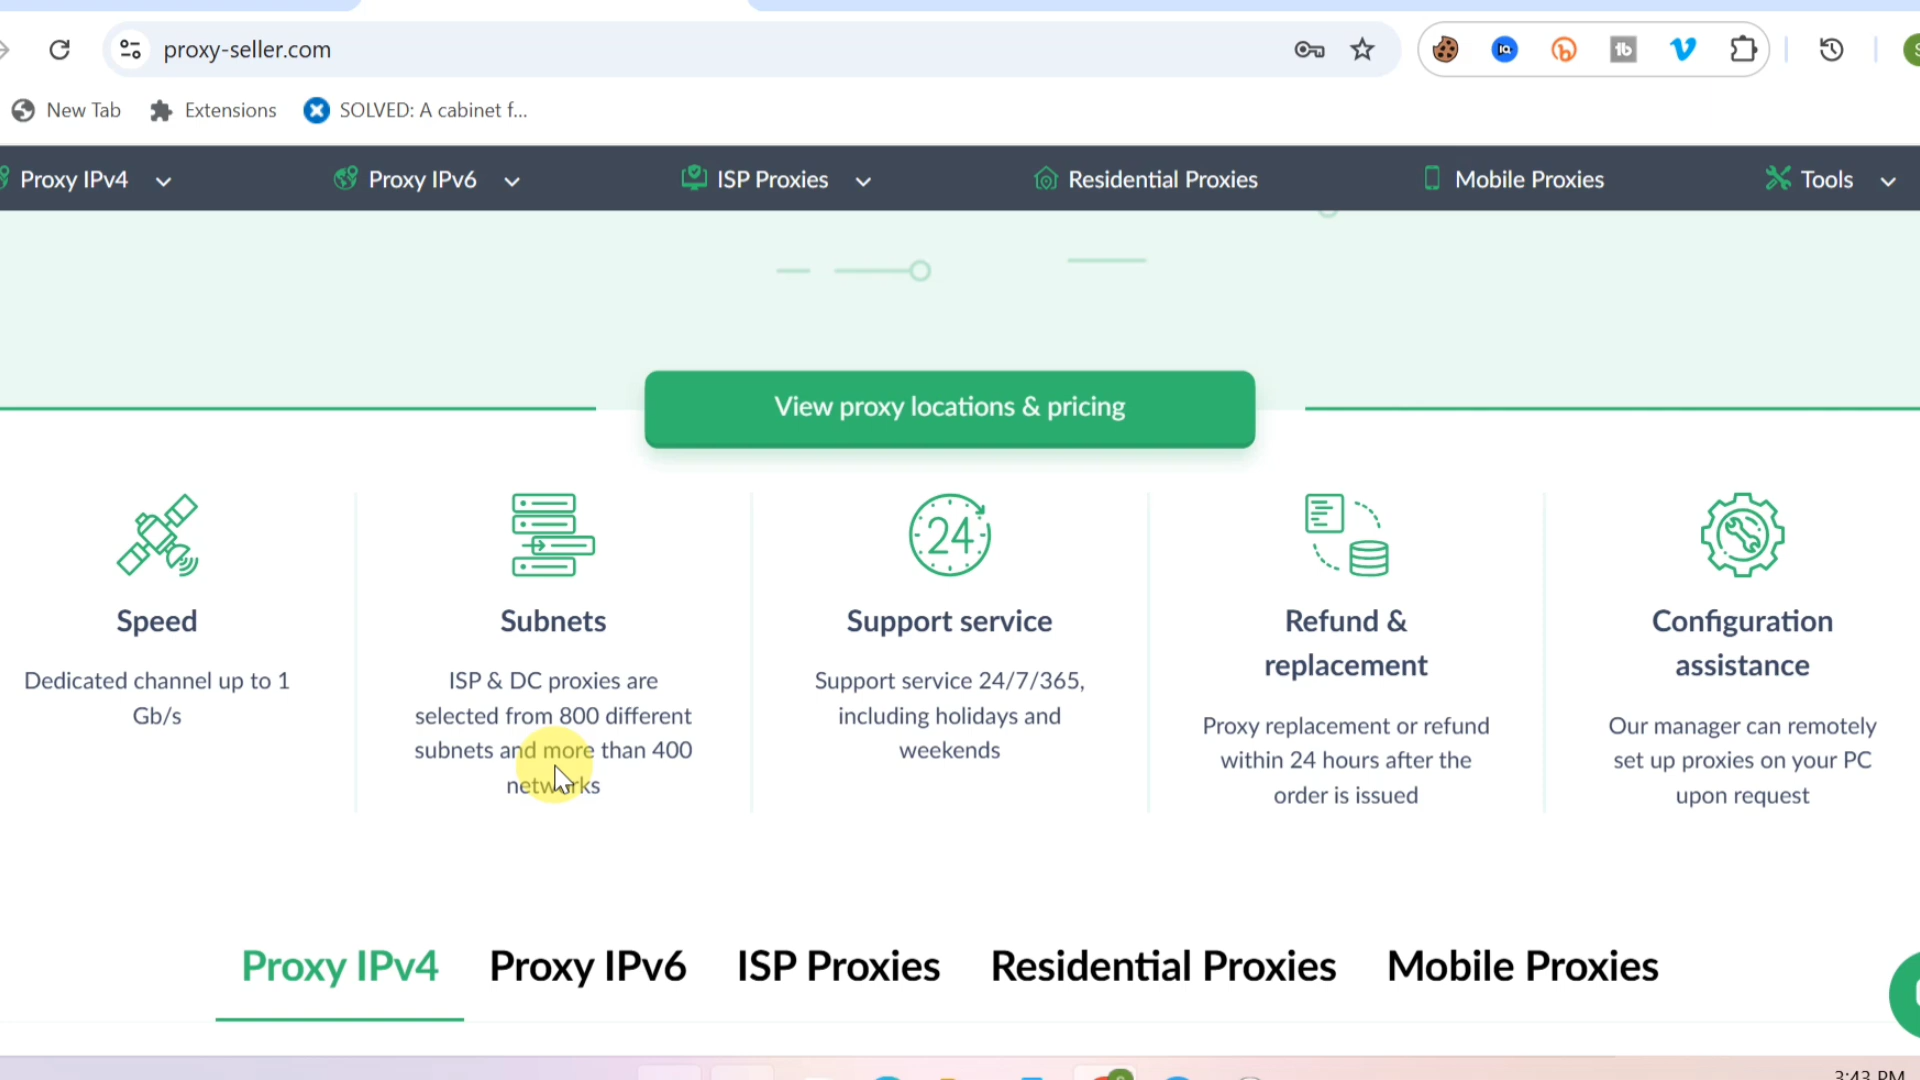 proxy-seller.com
New Tab
Extensions
SOLVED: A cabinet f...
Proxy IPv4
Proxy IPv6
ISP Proxies
Residential Proxies
Mobile Proxies
Tools
View proxy locations & pricing
Speed
Dedicated channel up to 1
Gb/s
Subnets
ISP & DC proxies are
selected from 800 different
subnets and more than 400
networks
24
Support service
Support service 24/7/365,
including holidays and
weekends
Refund &
replacement
Proxy replacement or refund
within 24 hours after the
order is issued
Configuration
assistance
Our manager can remotely
set up proxies on your PC
upon request
Proxy IPv4 Proxy IPv6 ISP Proxies Residential Proxies Mobile Proxies
3:43 PM